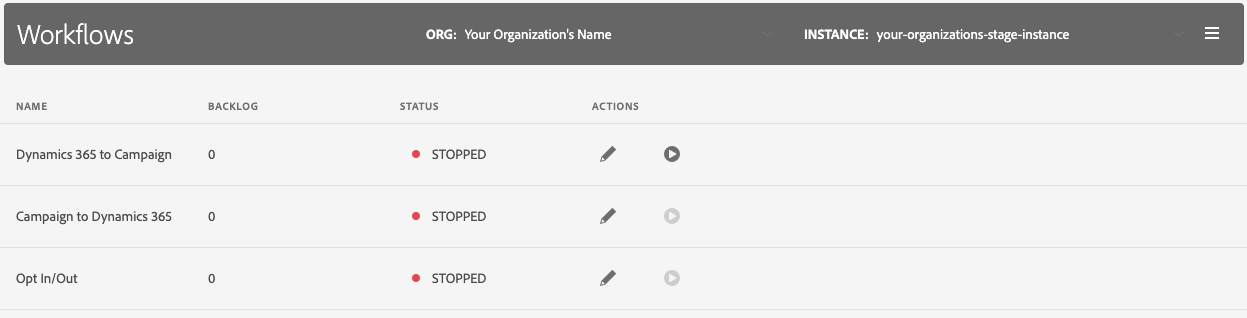 Workflows ORG: Your Organization's Name INSTANCE: your-organizations-stage-instance
NAME BACKLOG STATUS ACTIONS
Dynamics 365 to Campaign 0 STOPPED
Campaign to Dynamics 365 0 STOPPED
Opt In/Out 0 STOPPED